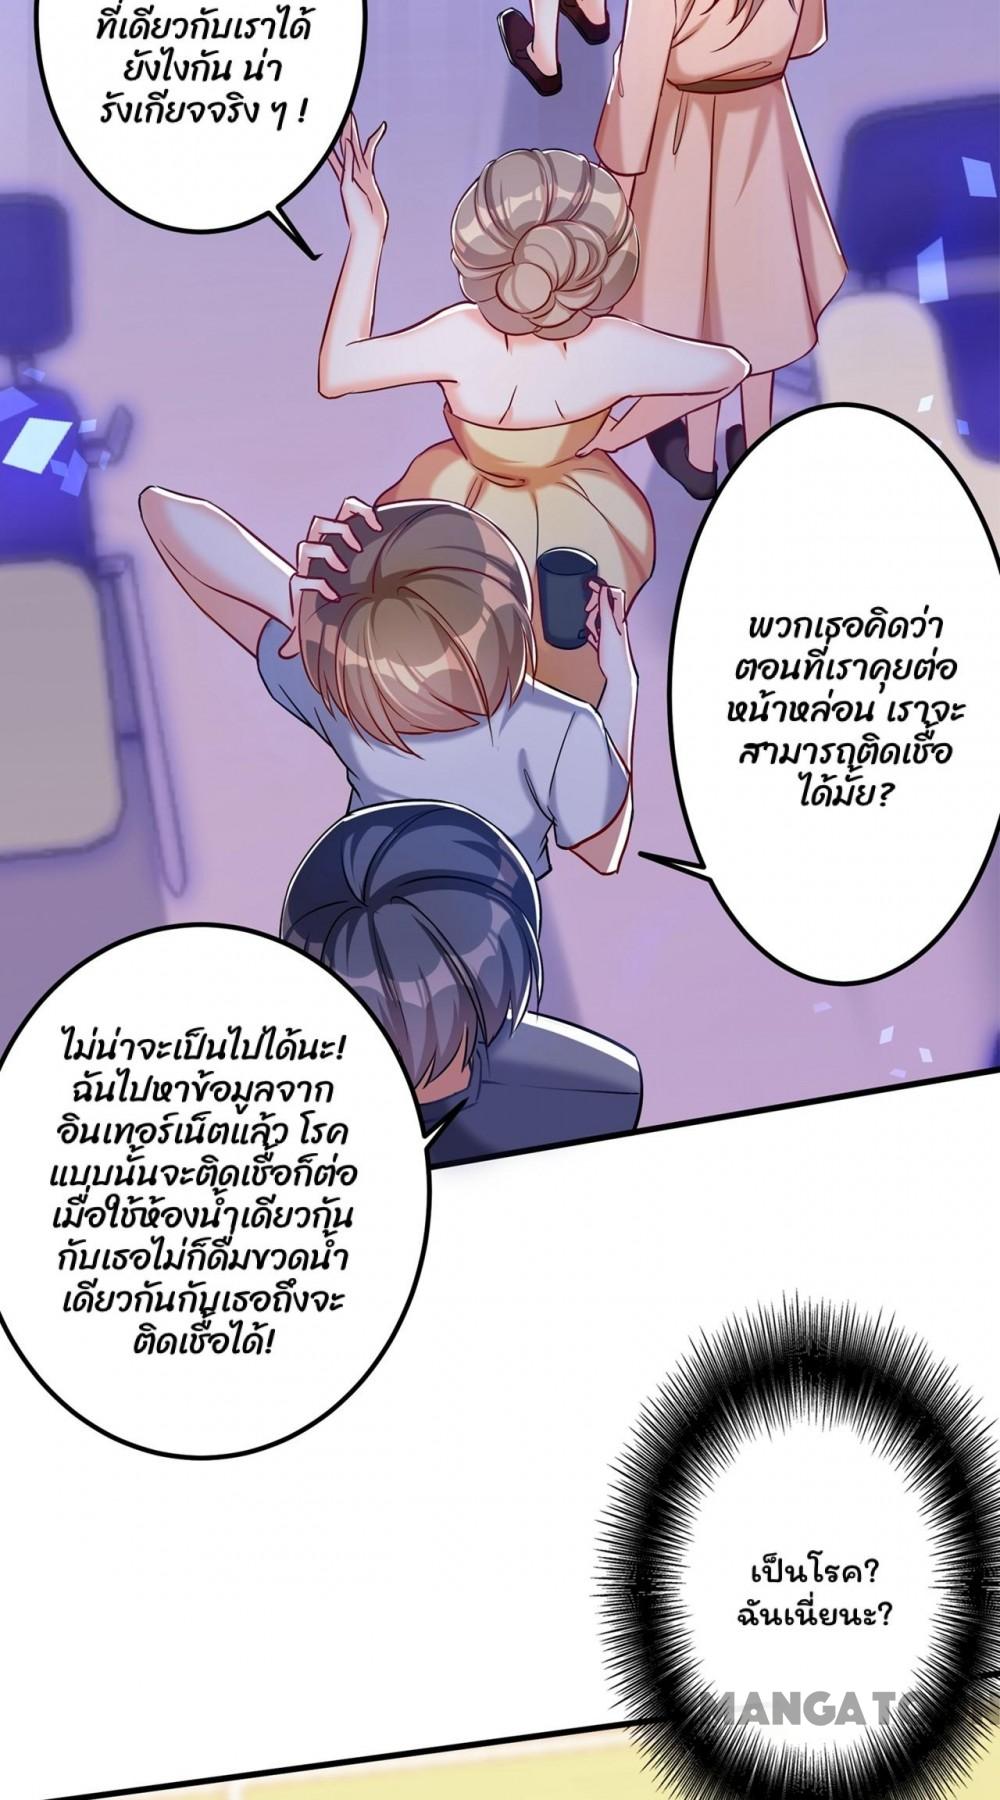 ที่เดียวกับเราได้
ยังไงกัน น่า
รังเกียจจริง ๆ !
พวกเธอคิดว่า
ตอนที่เราคุยต่อ
หน้าหล่อน เราจะ
สามารถติดเชื้อ
ได้มั้ย?
ไม่น่าจะเป็นไปได้นะ!
ฉันไปหาข้อมูลจาก
อินเทอร์เน็ตแล้ว โรค
แบบนั้นจะติดเชื้อก็ต่อ
เมื่อใช้ห้องน้ำเดียวกัน
กับเธอไม่ก็ดื่มขวดน้ำ
เดียวกันกับเธอถึงจะ
ติดเชื้อได้!
เป็นโรค?
ฉันเนี่ยนะ?
MANGATO